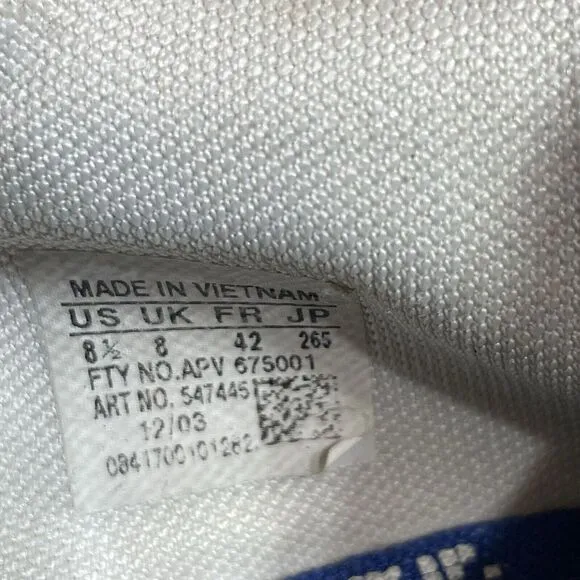 MADE IN VIETNAM
US UK FR JP
8½ 8 42 265
FTY NO.APV 675001
ART NO. 547445
12/03